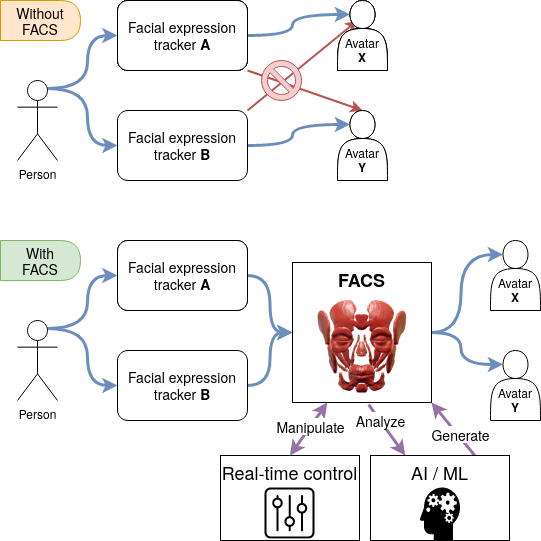 Without
FACS
Facial expression
tracker A
Avatar
X
Person
Facial expression
tracker B
Avatar
Y
With
FACS
Facial expression
tracker A
FACS
Avatar
X
Person
Facial expression
tracker B
Avatar
Y
Manipulate
Analyze
Generate
Real-time control
AI / ML